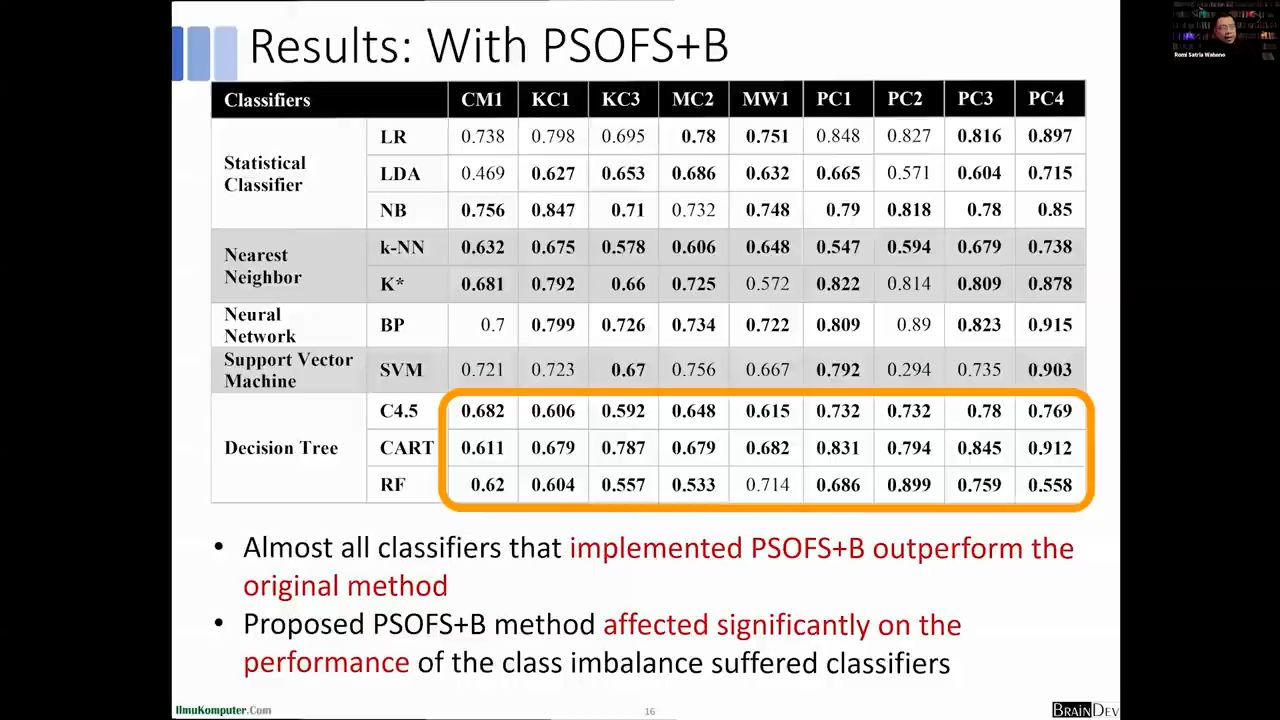 Results: With PSOFS+B
Romi Satria Wahono
Classifiers CM1 KC1 KC3 MC2 MW1 PC1 PC2 PC3 PC4
Statistical Classifier
LR 0.738 0.798 0.695 0.78 0.751 0.848 0.827 0.816 0.897
LDA 0.469 0.627 0.653 0.686 0.632 0.665 0.571 0.604 0.715
NB 0.756 0.847 0.71 0.732 0.748 0.79 0.818 0.78 0.85
Nearest Neighbor
k-NN 0.632 0.675 0.578 0.606 0.648 0.547 0.594 0.679 0.738
K* 0.681 0.792 0.66 0.725 0.572 0.822 0.814 0.809 0.878
Neural Network
BP 0.7 0.799 0.726 0.734 0.722 0.809 0.89 0.823 0.915
Support Vector Machine
SVM 0.721 0.723 0.67 0.756 0.667 0.792 0.294 0.735 0.903
Decision Tree
C4.5 0.682 0.606 0.592 0.648 0.615 0.732 0.732 0.78 0.769
CART 0.611 0.679 0.787 0.679 0.682 0.831 0.794 0.845 0.912
RF 0.62 0.604 0.557 0.533 0.714 0.686 0.899 0.759 0.558
• Almost all classifiers that implemented PSOFS+B outperform the
original method
• Proposed PSOFS+B method affected significantly on the
performance of the class imbalance suffered classifiers
IlmuKomputer.Com
16
BRAINDEV